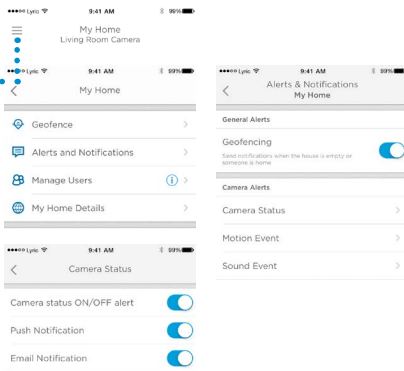 Lyric 9:41 AM 99%
My Home
Living Room Camera
Lyric 9:41 AM 99%
My Home
Geofence
Alerts and Notifications
Manage Users
My Home Details
Lyric 9:41 AM 99%
Camera Status
Camera status ON/OFF alert
Push Notification
Email Notification
Lyric 9:41 AM 99%
Alerts & Notifications
My Home
General Alerts
Geofencing
Send notifications when the house is empty or
someone is home
Camera Alerts
Camera Status
Motion Event
Sound Event